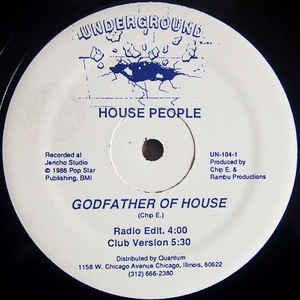 UNDERGROUND
HOUSE PEOPLE
Recorded at
Jericho Studio
© 1986 Pop Star
Publishing, BMI
UN-104-1
Produced by
Chip E. &
Rambu Productions
GODFATHER OF HOUSE
(Chip E.)
Radio Edit. 4:00
Club Version 5:30
Distributed by Quantum
1158 W. Chicago Avenue Chicago, Illinois, 60622
(312) 666-2380